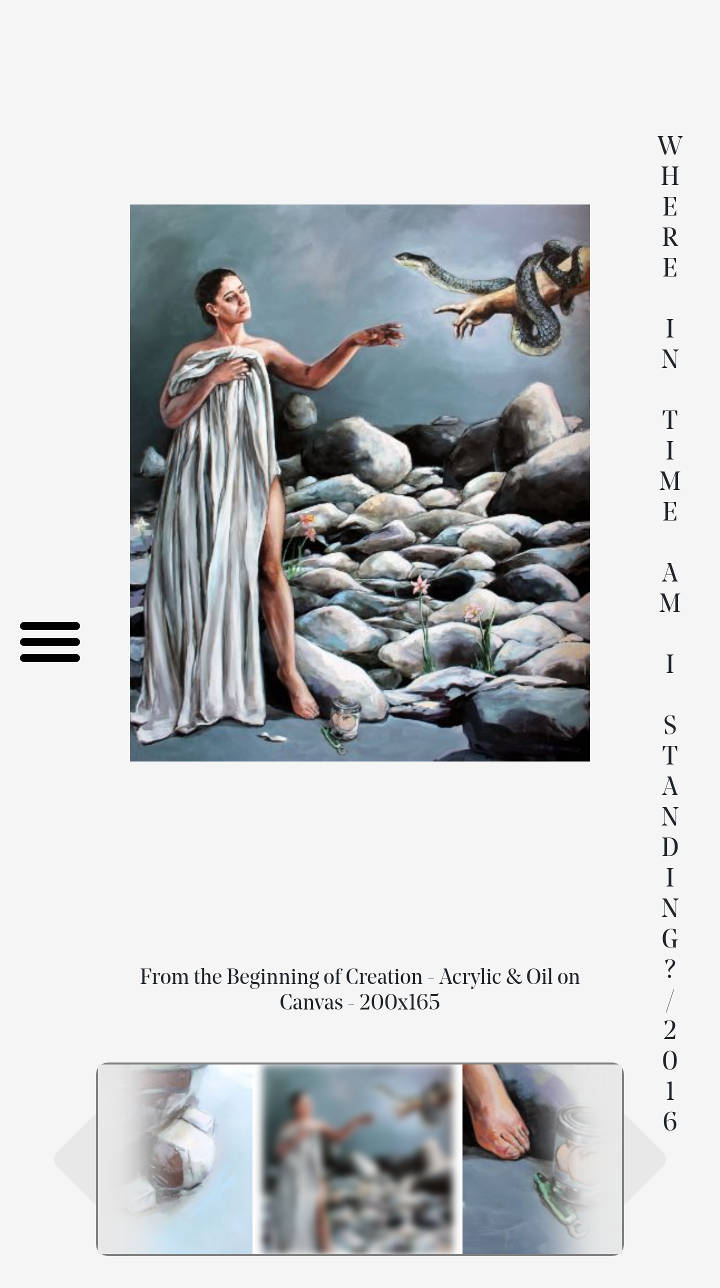 WHERE IN TIME AM I STANDING?/2016
From the Beginning of Creation - Acrylic & Oil on
Canvas - 200x165